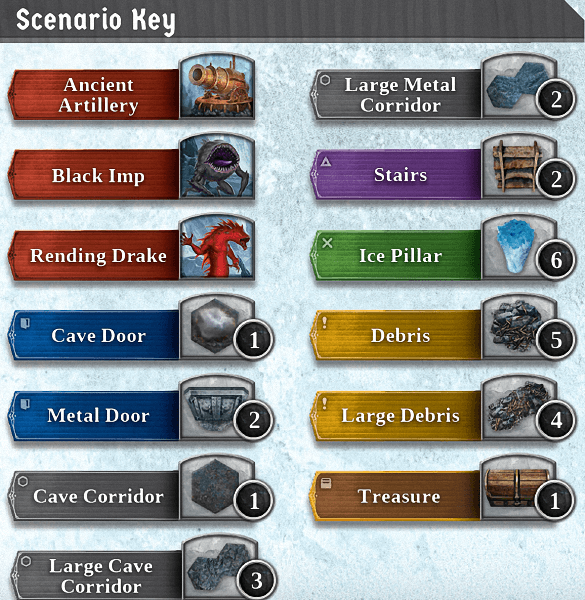 Scenario Key
Ancient
Artillery
Black Imp
Rending Drake
Cave Door
1
Metal Door
2
Cave Corridor
1
Large Cave
Corridor
3
Large Metal
Corridor
2
Stairs
2
Ice Pillar
6
!
Debris
5
!
Large Debris
4
Treasure
1